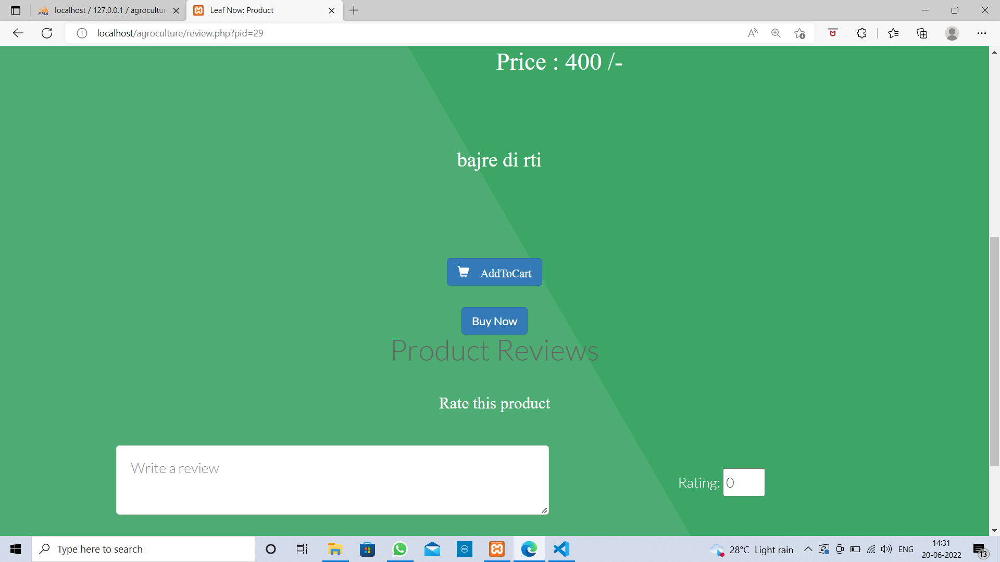 localhost / 127.0.0.1 / agrocultur
Leaf Now: Product
localhost/agroculture/review.php?pid=29
Price : 400 /-
bajre di rti
AddToCart
Buy Now
Product Reviews
Rate this product
Write a review
Rating: 0
Type here to search
28°C Light rain
ENG
14:31
20-06-2022
13